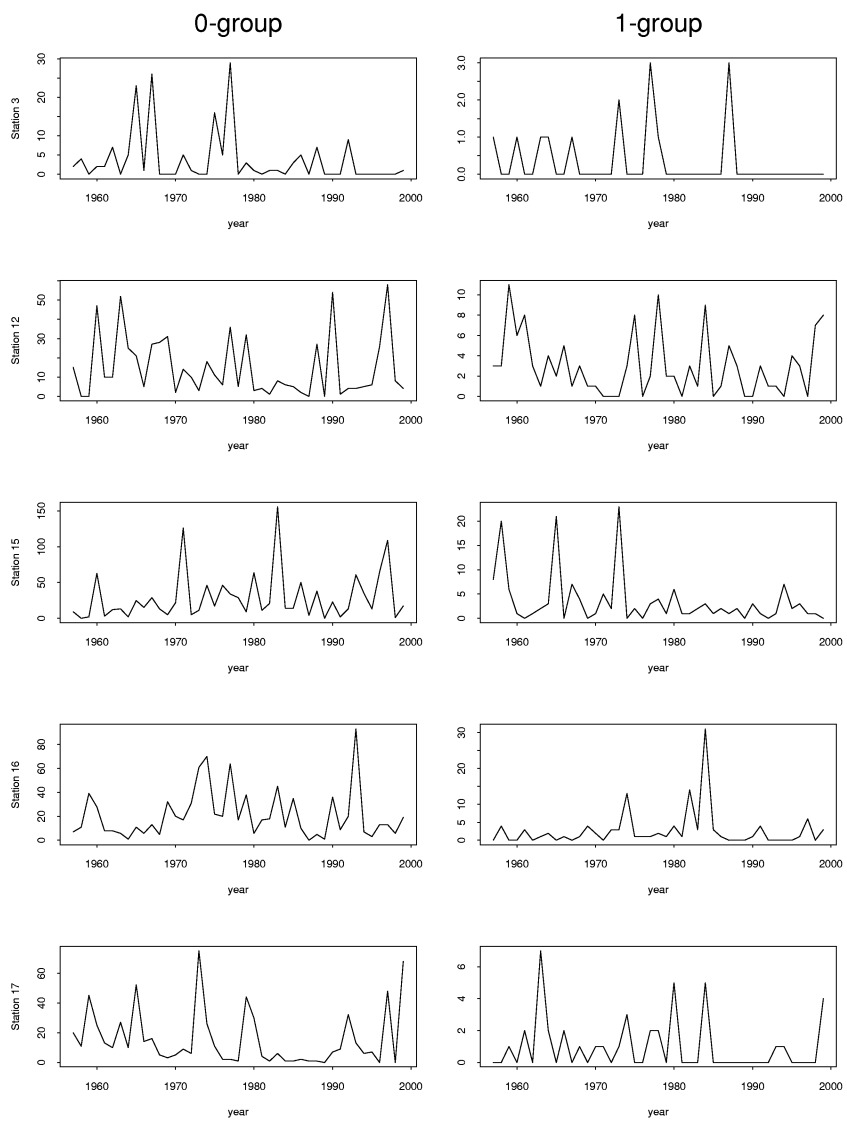 0-group 1-group
Station 3
0 5 10 20 30
0.0 1.0 2.0 3.0
1960 1970 1980 1990 2000
1960 1970 1980 1990 2000
year year
Station 12
0 10 30 50
0 2 4 6 8 10
1960 1970 1980 1990 2000
1960 1970 1980 1990 2000
year year
Station 15
0 50 100 150
0 5 10 15 20
1960 1970 1980 1990 2000
1960 1970 1980 1990 2000
year year
Station 16
0 20 40 60 80
0 5 10 20 30
1960 1970 1980 1990 2000
1960 1970 1980 1990 2000
year year
Station 17
0 20 40 60
0 2 4 6
1960 1970 1980 1990 2000
1960 1970 1980 1990 2000
year year